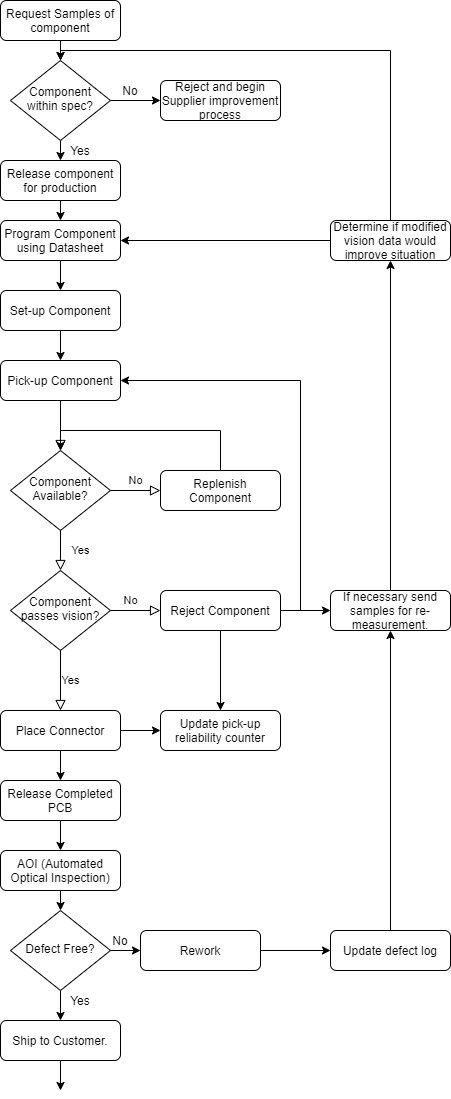 Request Samples of
component
Component
within spec?
No
Reject and begin
Supplier improvement
process
Yes
Release component
for production
Program Component
using Datasheet
Determine if modified
vision data would
improve situation
Set-up Component
Pick-up Component
Component
Available?
No
Replenish
Component
Yes
Component
passes vision?
No
Reject Component
If necessary send
samples for re-
measurement.
Yes
Place Connector
Update pick-up
reliability counter
Release Completed
PCB
AOI (Automated
Optical Inspection)
Defect Free?
No
Rework
Update defect log
Yes
Ship to Customer.